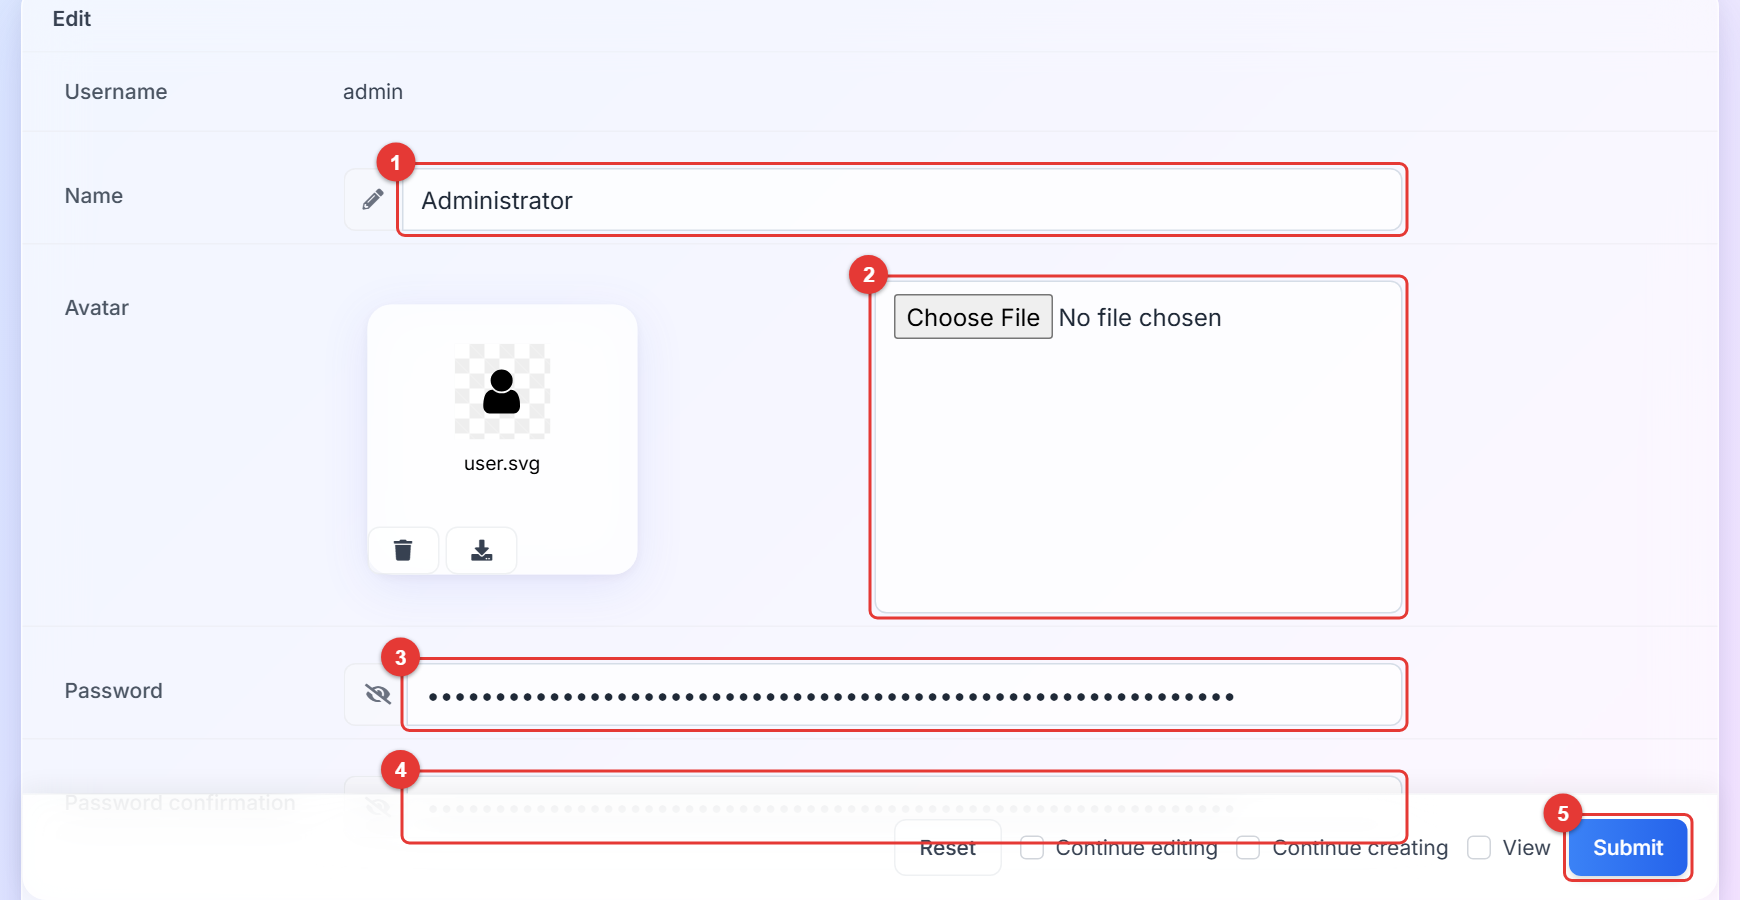 Edit
Username admin
1
Name Administrator
2
Avatar
Choose File No file chosen
user.svg
3
Password
4
Password confirmation
5
Reset Continue editing Continue creating View Submit